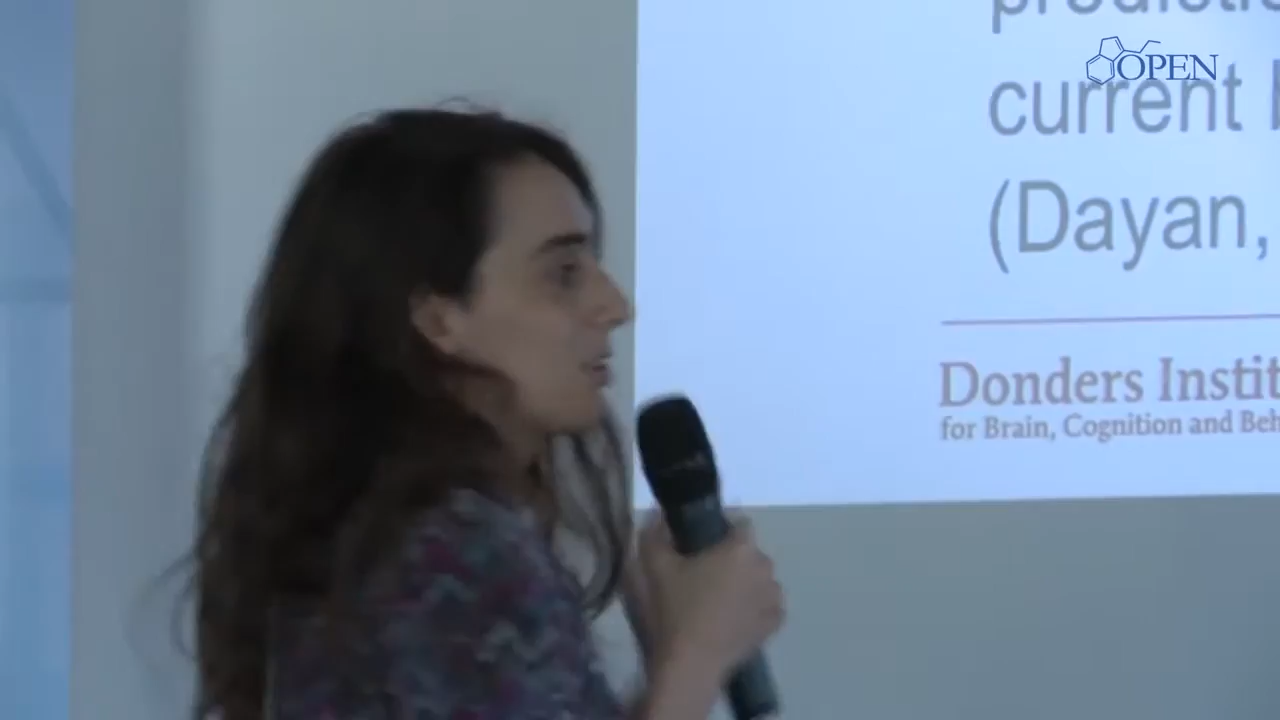 OPEN
current
(Dayan,
Donders Instit
for Brain, Cognition and Beh